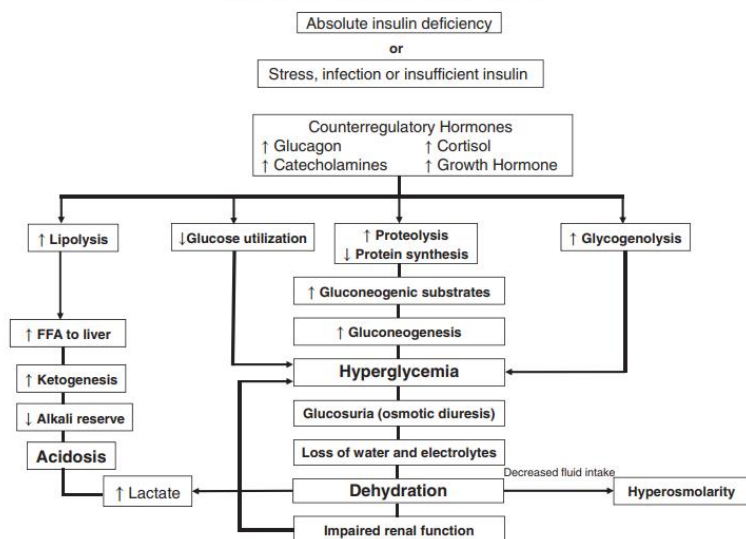 Absolute insulin deficiency
or
Stress, infection or insufficient insulin
Counterregulatory Hormones
↑ Glucagon ↑ Cortisol
↑ Catecholamines ↑ Growth Hormone
↑ Lipolysis
↓Glucose utilization
↑ Proteolysis
↓ Protein synthesis
↑ Glycogenolysis
↑ Gluconeogenic substrates
↑ FFA to liver
↑ Gluconeogenesis
↑ Ketogenesis
Hyperglycemia
↓ Alkali reserve
Glucosuria (osmotic diuresis)
Acidosis
Loss of water and electrolytes
↑ Lactate
Dehydration
Decreased fluid intake
Hyperosmolarity
Impaired renal function